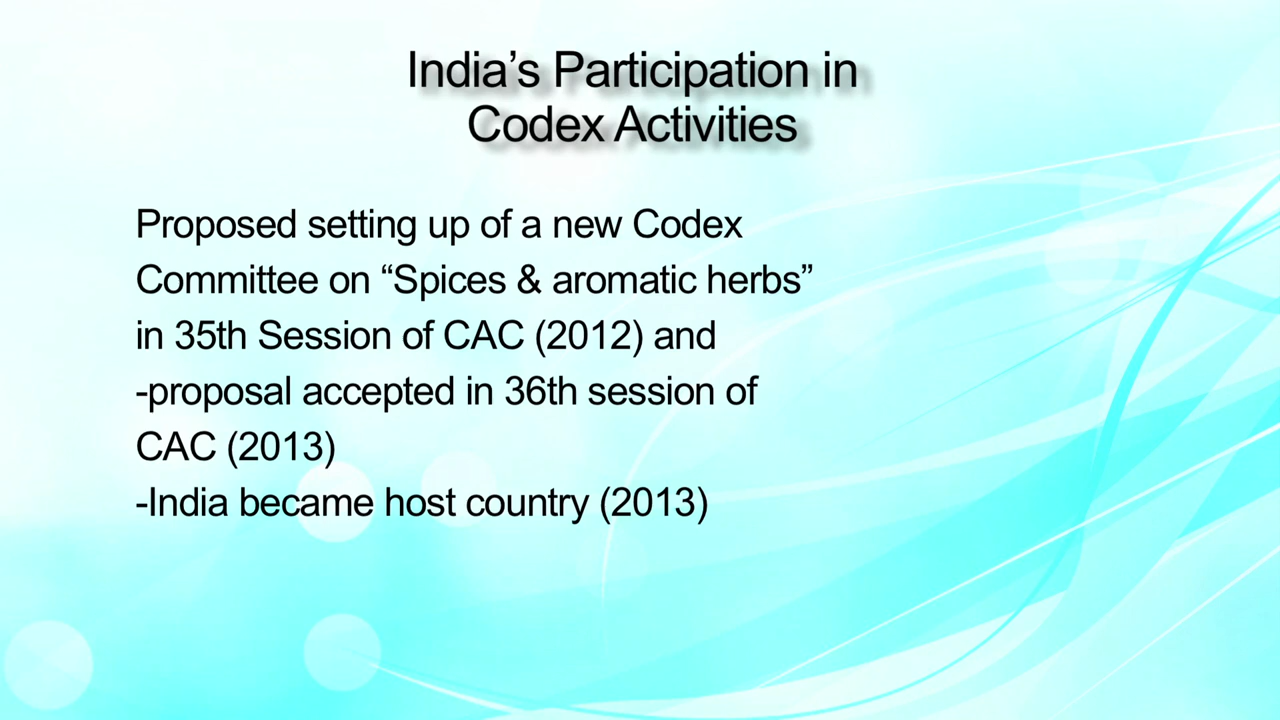 India’s Participation in
Codex Activities
Proposed setting up of a new Codex
Committee on “Spices & aromatic herbs”
in 35th Session of CAC (2012) and
-proposal accepted in 36th session of
CAC (2013)
-India became host country (2013)